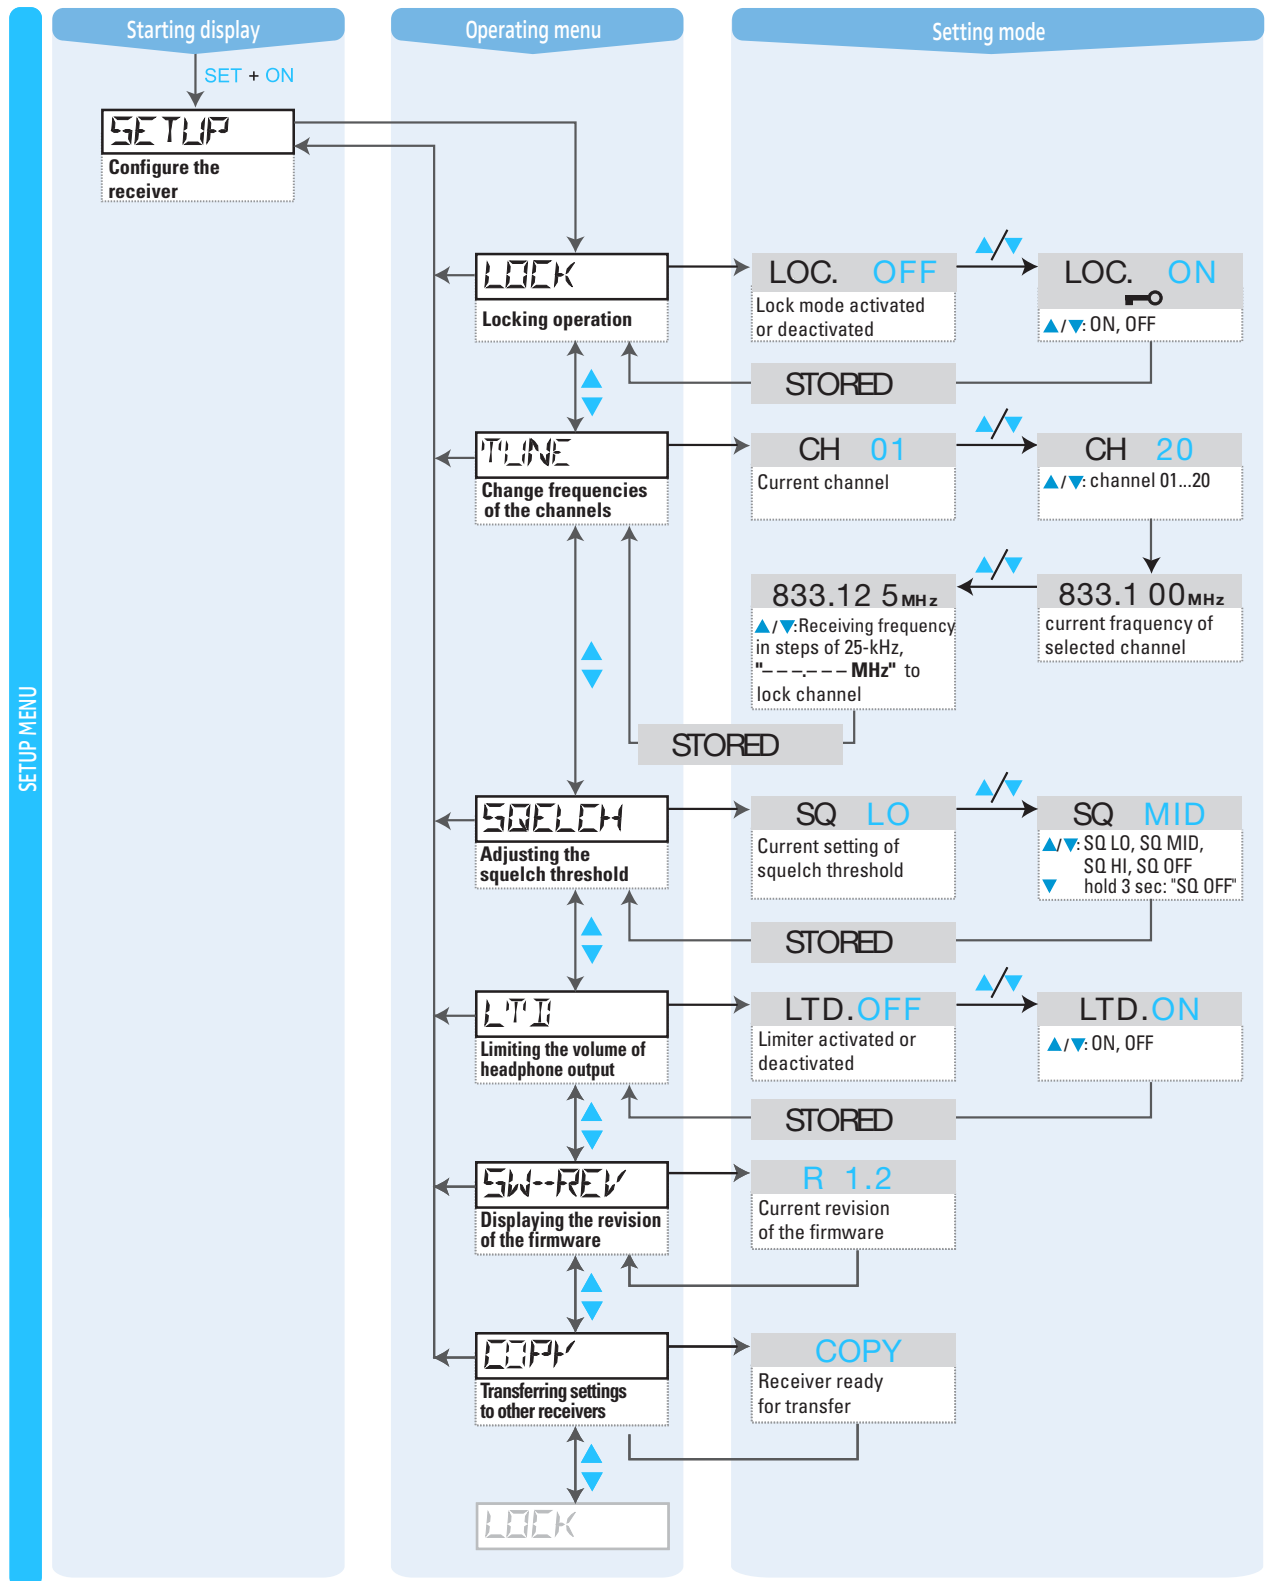 Starting display
Operating menu
Setting mode
SETUP MENU
SET + ON
SETUP
Configure the
receiver
LOCK
Locking operation
LOC. OFF
Lock mode activated
or deactivated
▲/▼
LOC. ON
▲/▼: ON, OFF
STORED
TUNE
Change frequencies
of the channels
CH 01
Current channel
▲/▼
CH 20
▲/▼: channel 01...20
833.1 00 MHz
current fraquency of
selected channel
▲/▼
833.12 5 MHz
▲/▼:Receiving frequency
in steps of 25-kHz,
"– – –.– – – MHz" to
lock channel
STORED
SQELCH
Adjusting the
squelch threshold
SQ LO
Current setting of
squelch threshold
▲/▼
SQ MID
▲/▼: SQ LO, SQ MID,
SQ HI, SQ OFF
▼ hold 3 sec: "SQ OFF"
STORED
LTD
Limiting the volume of
headphone output
LTD.OFF
Limiter activated or
deactivated
▲/▼
LTD.ON
▲/▼: ON, OFF
STORED
SW--REV
Displaying the revision
of the firmware
R 1.2
Current revision
of the firmware
COPY
Transferring settings
to other receivers
COPY
Receiver ready
for transfer
LOCK